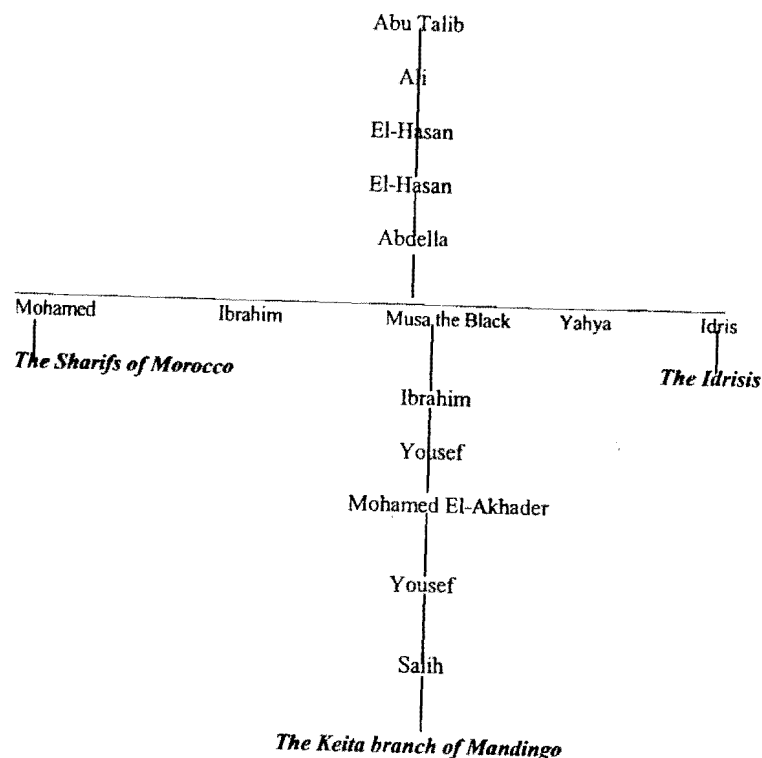 Abu Talib
Ali
El-Hasan
El-Hasan
Abdella
Mohamed Ibrahim Musa the Black Yahya Idris
The Sharifs of Morocco The Idrisis
Ibrahim
Yousef
Mohamed El-Akhader
Yousef
Salih
The Keita branch of Mandingo